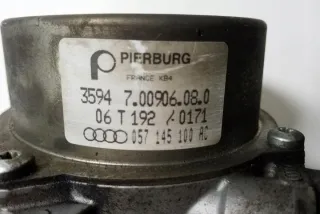 PIERBURG
FRANCE KB4
3594 7.00906.08.0
06 T 192 / 0171
057 145 100 AC